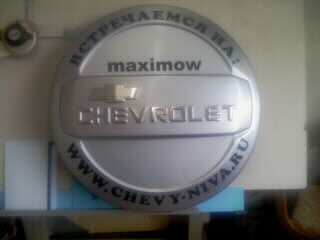 ВСТРЕЧАЕМСЯ НА:
maximow
CHEVROLET
WWW.CHEVY-NIVA.RU